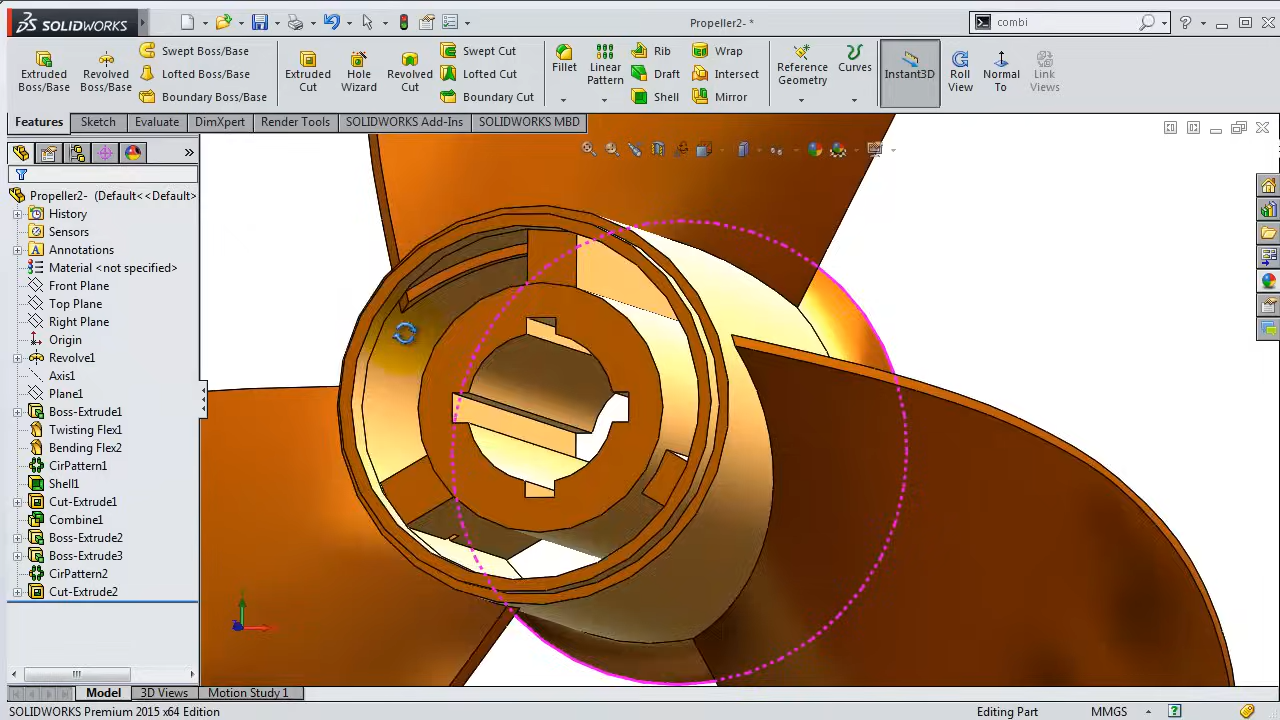 SOLIDWORKS
Propeller2- *
combi
Extruded Boss/Base
Revolved Boss/Base
Swept Boss/Base
Lofted Boss/Base
Boundary Boss/Base
Extruded Cut
Hole Wizard
Revolved Cut
Swept Cut
Lofted Cut
Boundary Cut
Fillet
Linear Pattern
Rib
Draft
Shell
Wrap
Intersect
Mirror
Reference Geometry
Curves
Instant3D
Roll View
Normal To
Link Views
Features
Sketch
Evaluate
DimXpert
Render Tools
SOLIDWORKS Add-Ins
SOLIDWORKS MBD
Propeller2- (Default<<Default>
History
Sensors
Annotations
Material <not specified>
Front Plane
Top Plane
Right Plane
Origin
Revolve1
Axis1
Plane1
Boss-Extrude1
Twisting Flex1
Bending Flex2
CirPattern1
Shell1
Cut-Extrude1
Combine1
Boss-Extrude2
Boss-Extrude3
CirPattern2
Cut-Extrude2
Model
3D Views
Motion Study 1
SOLIDWORKS Premium 2015 x64 Edition
Editing Part
MMGS